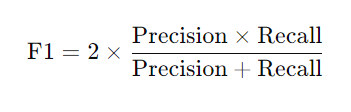 F1 = 2 × Precision × Recall / Precision + Recall